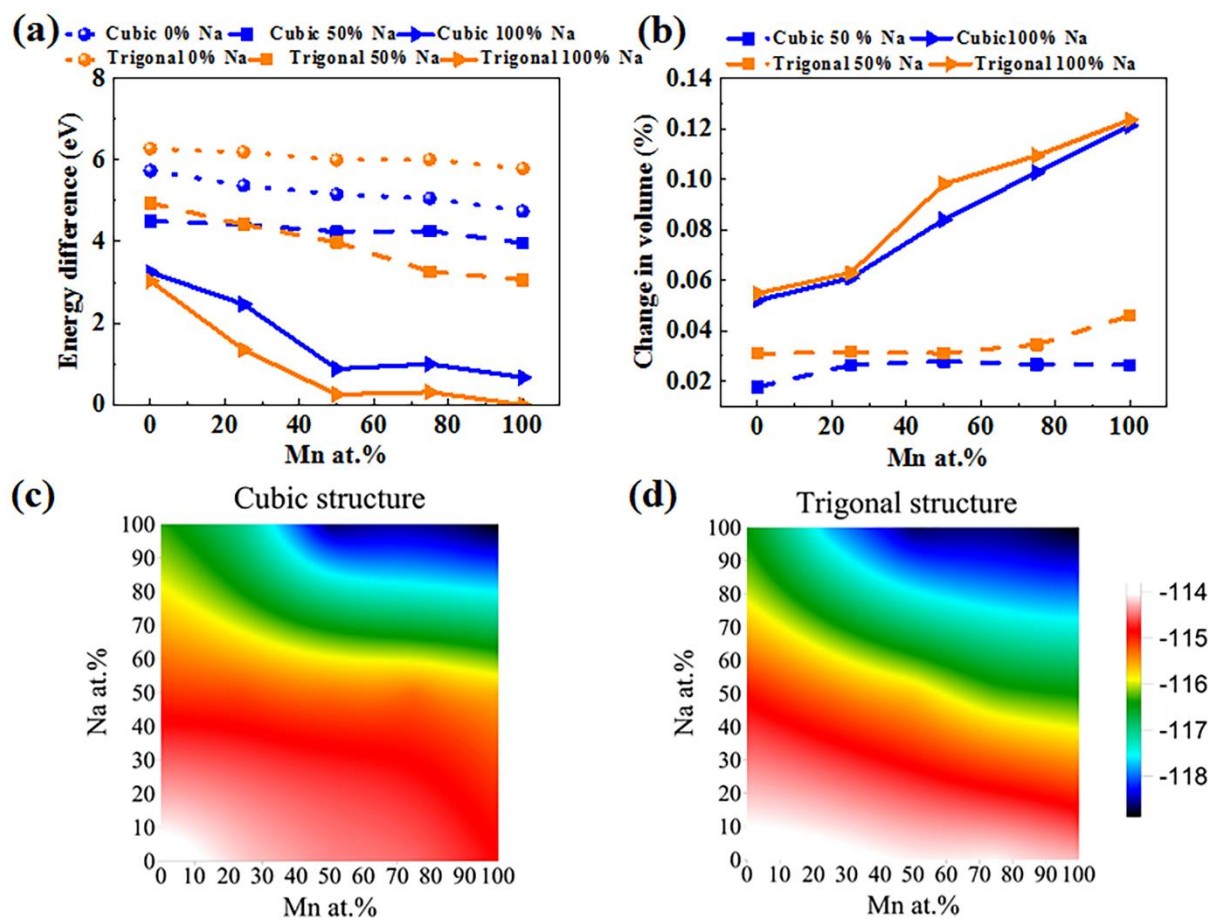 (a)
Cubic 0% Na Cubic 50% Na Cubic 100% Na
Trigonal 0% Na Trigonal 50% Na Trigonal 100% Na
8
6
4
2
0
Energy difference (eV)
0 20 40 60 80 100
Mn at.%
(b)
Cubic 50 % Na Cubic100% Na
Trigonal 50% Na Trigonal 100% Na
0.14
0.12
0.10
0.08
0.06
0.04
0.02
Change in volume (%)
0 20 40 60 80 100
Mn at.%
(c)
Cubic structure
100
90
80
70
60
50
40
30
20
10
0
Na at.%
0 10 20 30 40 50 60 70 80 90 100
Mn at.%
(d)
Trigonal structure
100
90
80
70
60
50
40
30
20
10
0
Na at.%
0 10 20 30 40 50 60 70 80 90 100
Mn at.%
-114
-115
-116
-117
-118